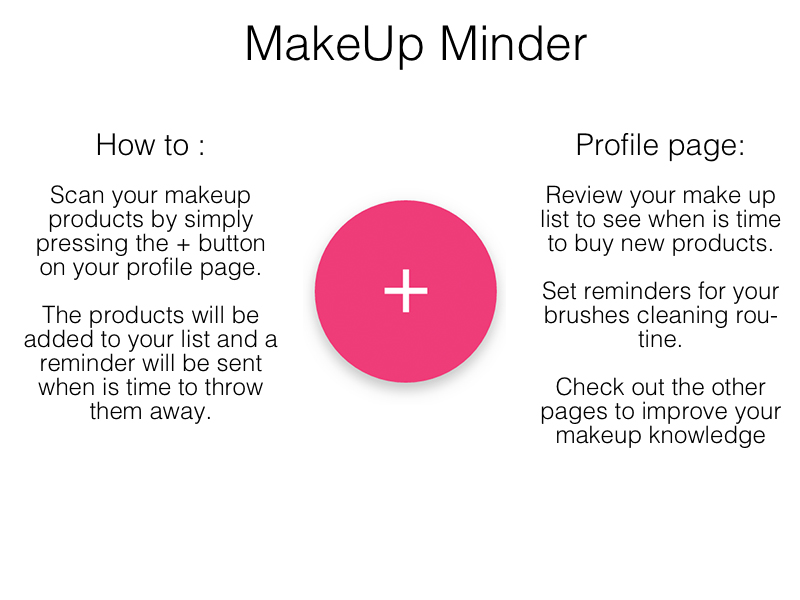 MakeUp Minder
How to :
Scan your makeup
products by simply
pressing the + button
on your profile page.
The products will be
added to your list and a
reminder will be sent
when is time to throw
them away.
+
Profile page:
Review your make up
list to see when is time
to buy new products.
Set reminders for your
brushes cleaning rou-
tine.
Check out the other
pages to improve your
makeup knowledge